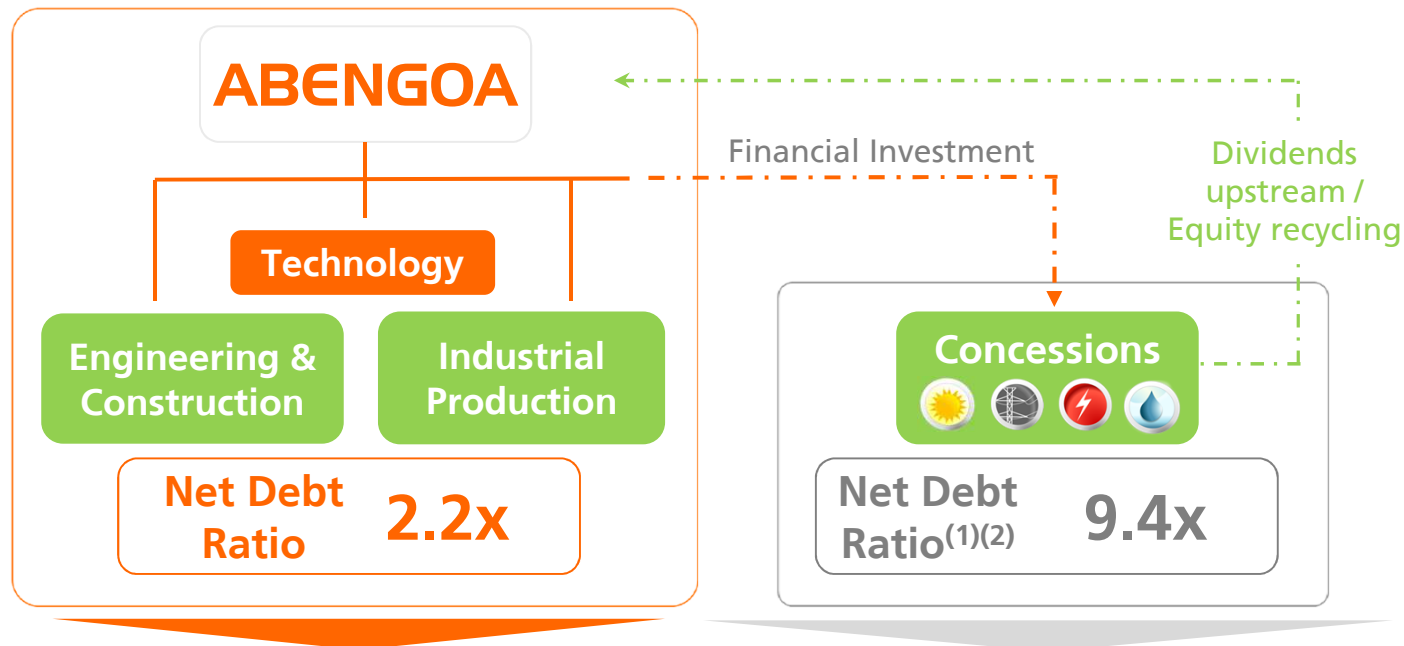 ABENGOA
Financial Investment
Dividends
upstream /
Equity recycling
Technology
Engineering &
Construction
Industrial
Production
Concessions
Net Debt
Ratio
2.2x
Net Debt
Ratio(1)(2)
9.4x